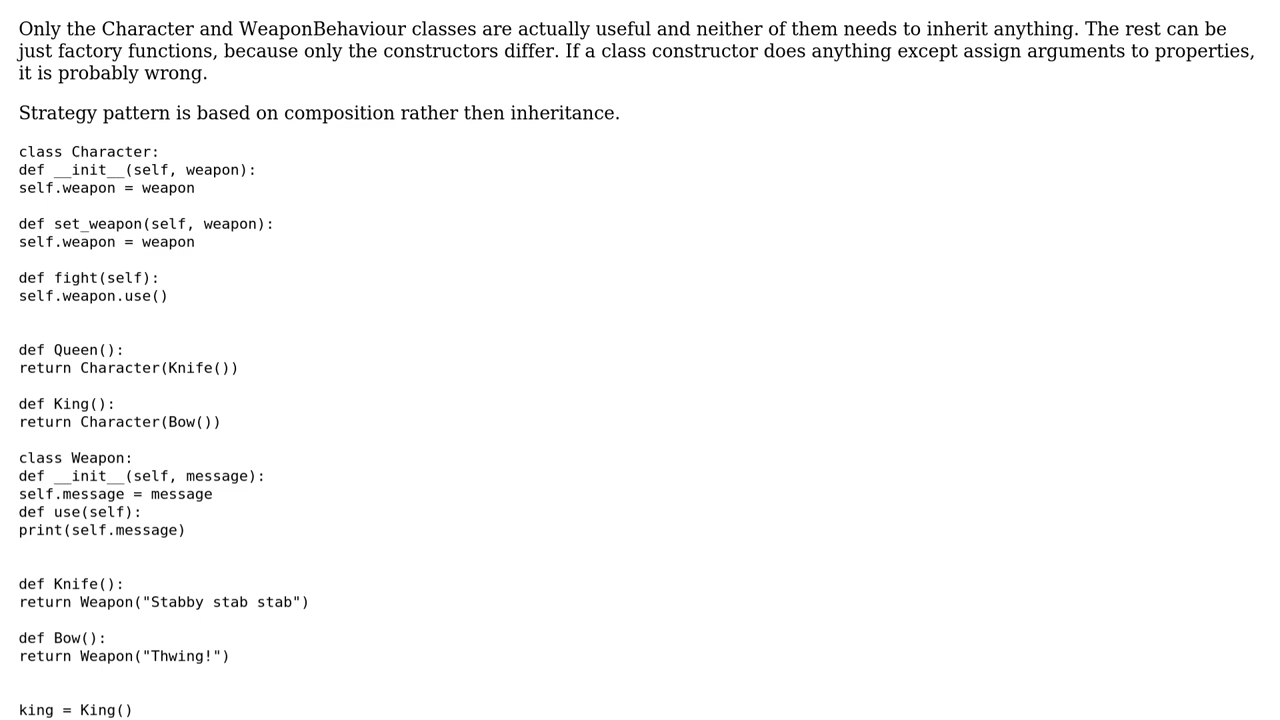 Only the Character and WeaponBehaviour classes are actually useful and neither of them needs to inherit anything. The rest can be
just factory functions, because only the constructors differ. If a class constructor does anything except assign arguments to properties,
it is probably wrong.
Strategy pattern is based on composition rather then inheritance.
class Character:
def __init__(self, weapon):
self.weapon = weapon
def set_weapon(self, weapon):
self.weapon = weapon
def fight(self):
self.weapon.use()
def Queen():
return Character(Knife())
def King():
return Character(Bow())
class Weapon:
def __init__(self, message):
self.message = message
def use(self):
print(self.message)
def Knife():
return Weapon("Stabby stab stab")
def Bow():
return Weapon("Thwing!")
king = King()